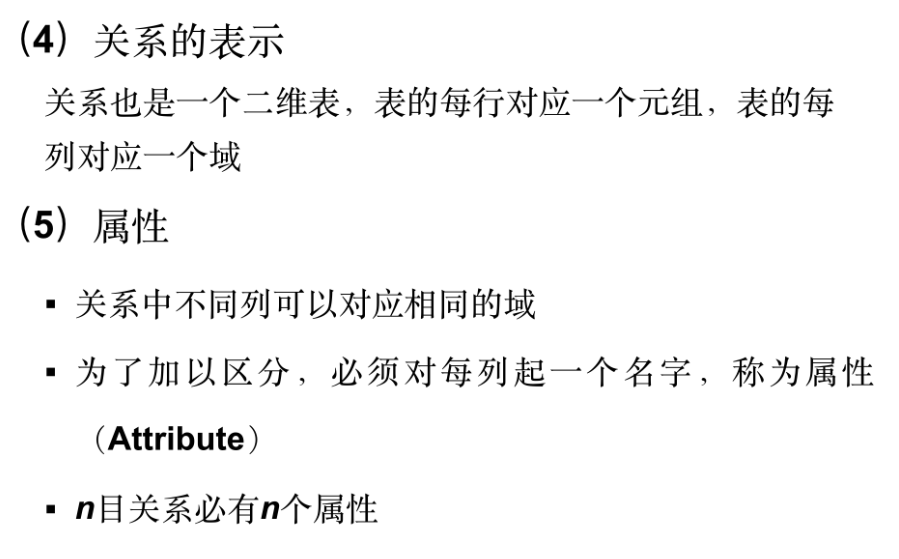 （4）关系的表示
关系也是一个二维表，表的每行对应一个元组，表的每
列对应一个域
（5）属性
▪ 关系中不同列可以对应相同的域
▪ 为了加以区分，必须对每列起一个名字，称为属性
（Attribute）
▪ n目关系必有n个属性